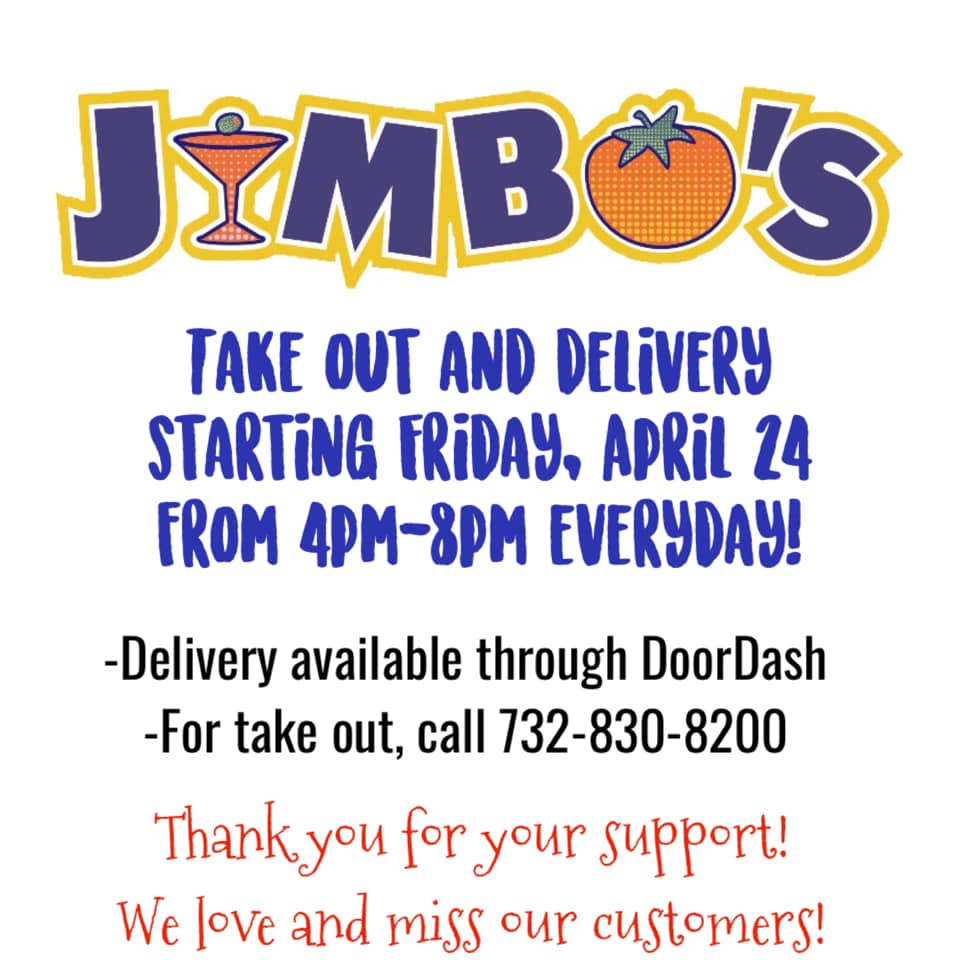 JIMBO'S
TAKE OUT AND DELIVERY
STARTING FRIDAY, APRIL 24
FROM 4PM-8PM EVERYDAY!
-Delivery available through DoorDash
-For take out, call 732-830-8200
Thank you for your support!
We love and miss our customers!